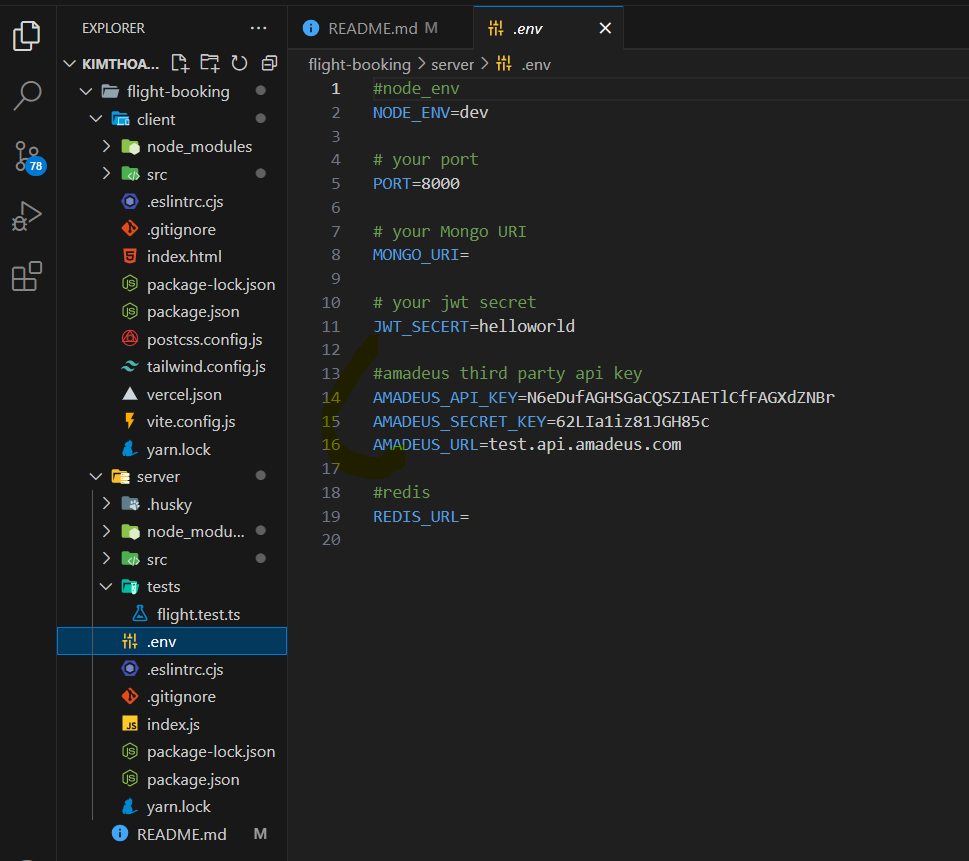 EXPLORER
KIMTHOA...
flight-booking
client
node_modules
src
.eslintrc.cjs
.gitignore
index.html
package-lock.json
package.json
postcss.config.js
tailwind.config.js
vercel.json
vite.config.js
yarn.lock
server
.husky
node_modu...
src
tests
flight.test.ts
.env
.eslintrc.cjs
.gitignore
index.js
package-lock.json
package.json
yarn.lock
README.md M
78
README.md M
.env
flight-booking > server > .env
1 #node_env
2 NODE_ENV=dev
3
4 # your port
5 PORT=8000
6
7 # your Mongo URI
8 MONGO_URI=
9
10 # your jwt secret
11 JWT_SECERT=helloworld
12
13 #amadeus third party api key
14 AMADEUS_API_KEY=N6eDufAGHSGaCQSZIAETlCfFAGXdZNBr
15 AMADEUS_SECRET_KEY=62LIa1iz81JGH85c
16 AMADEUS_URL=test.api.amadeus.com
17
18 #redis
19 REDIS_URL=
20